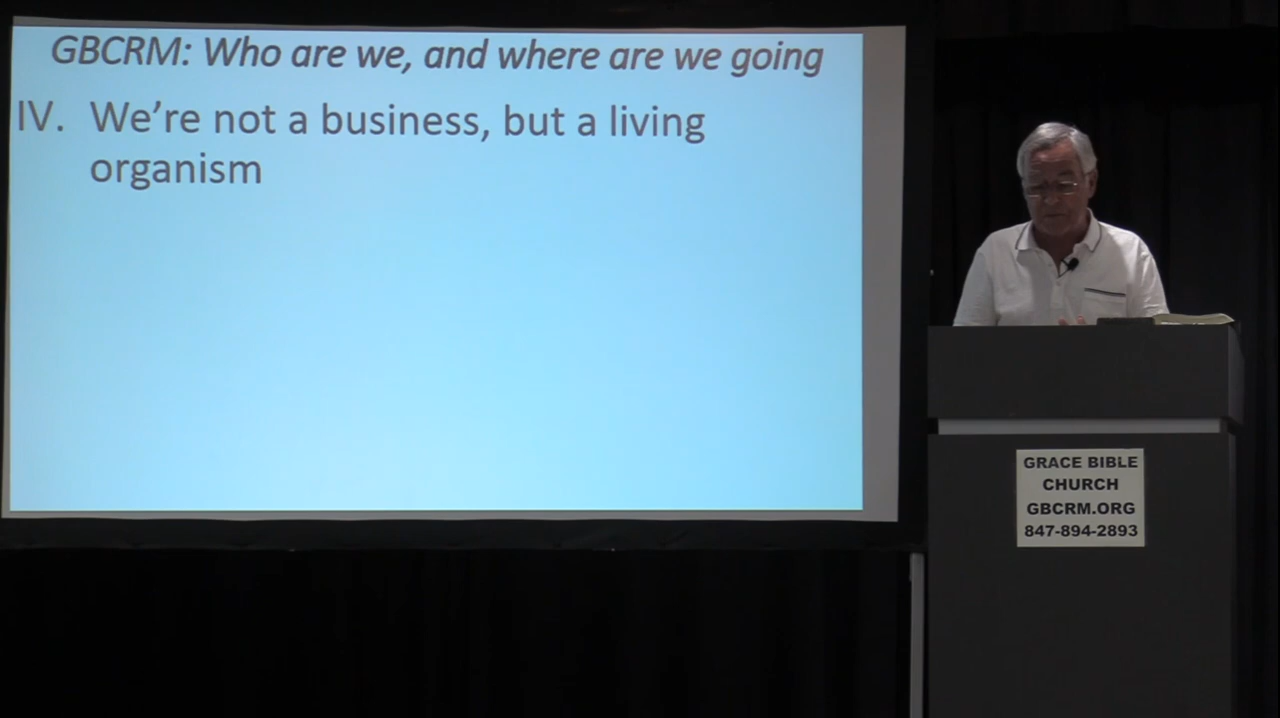 GBCRM: Who are we, and where are we going
IV. We're not a business, but a living
organism
GRACE BIBLE
CHURCH
GBCRM.ORG
847-894-2893